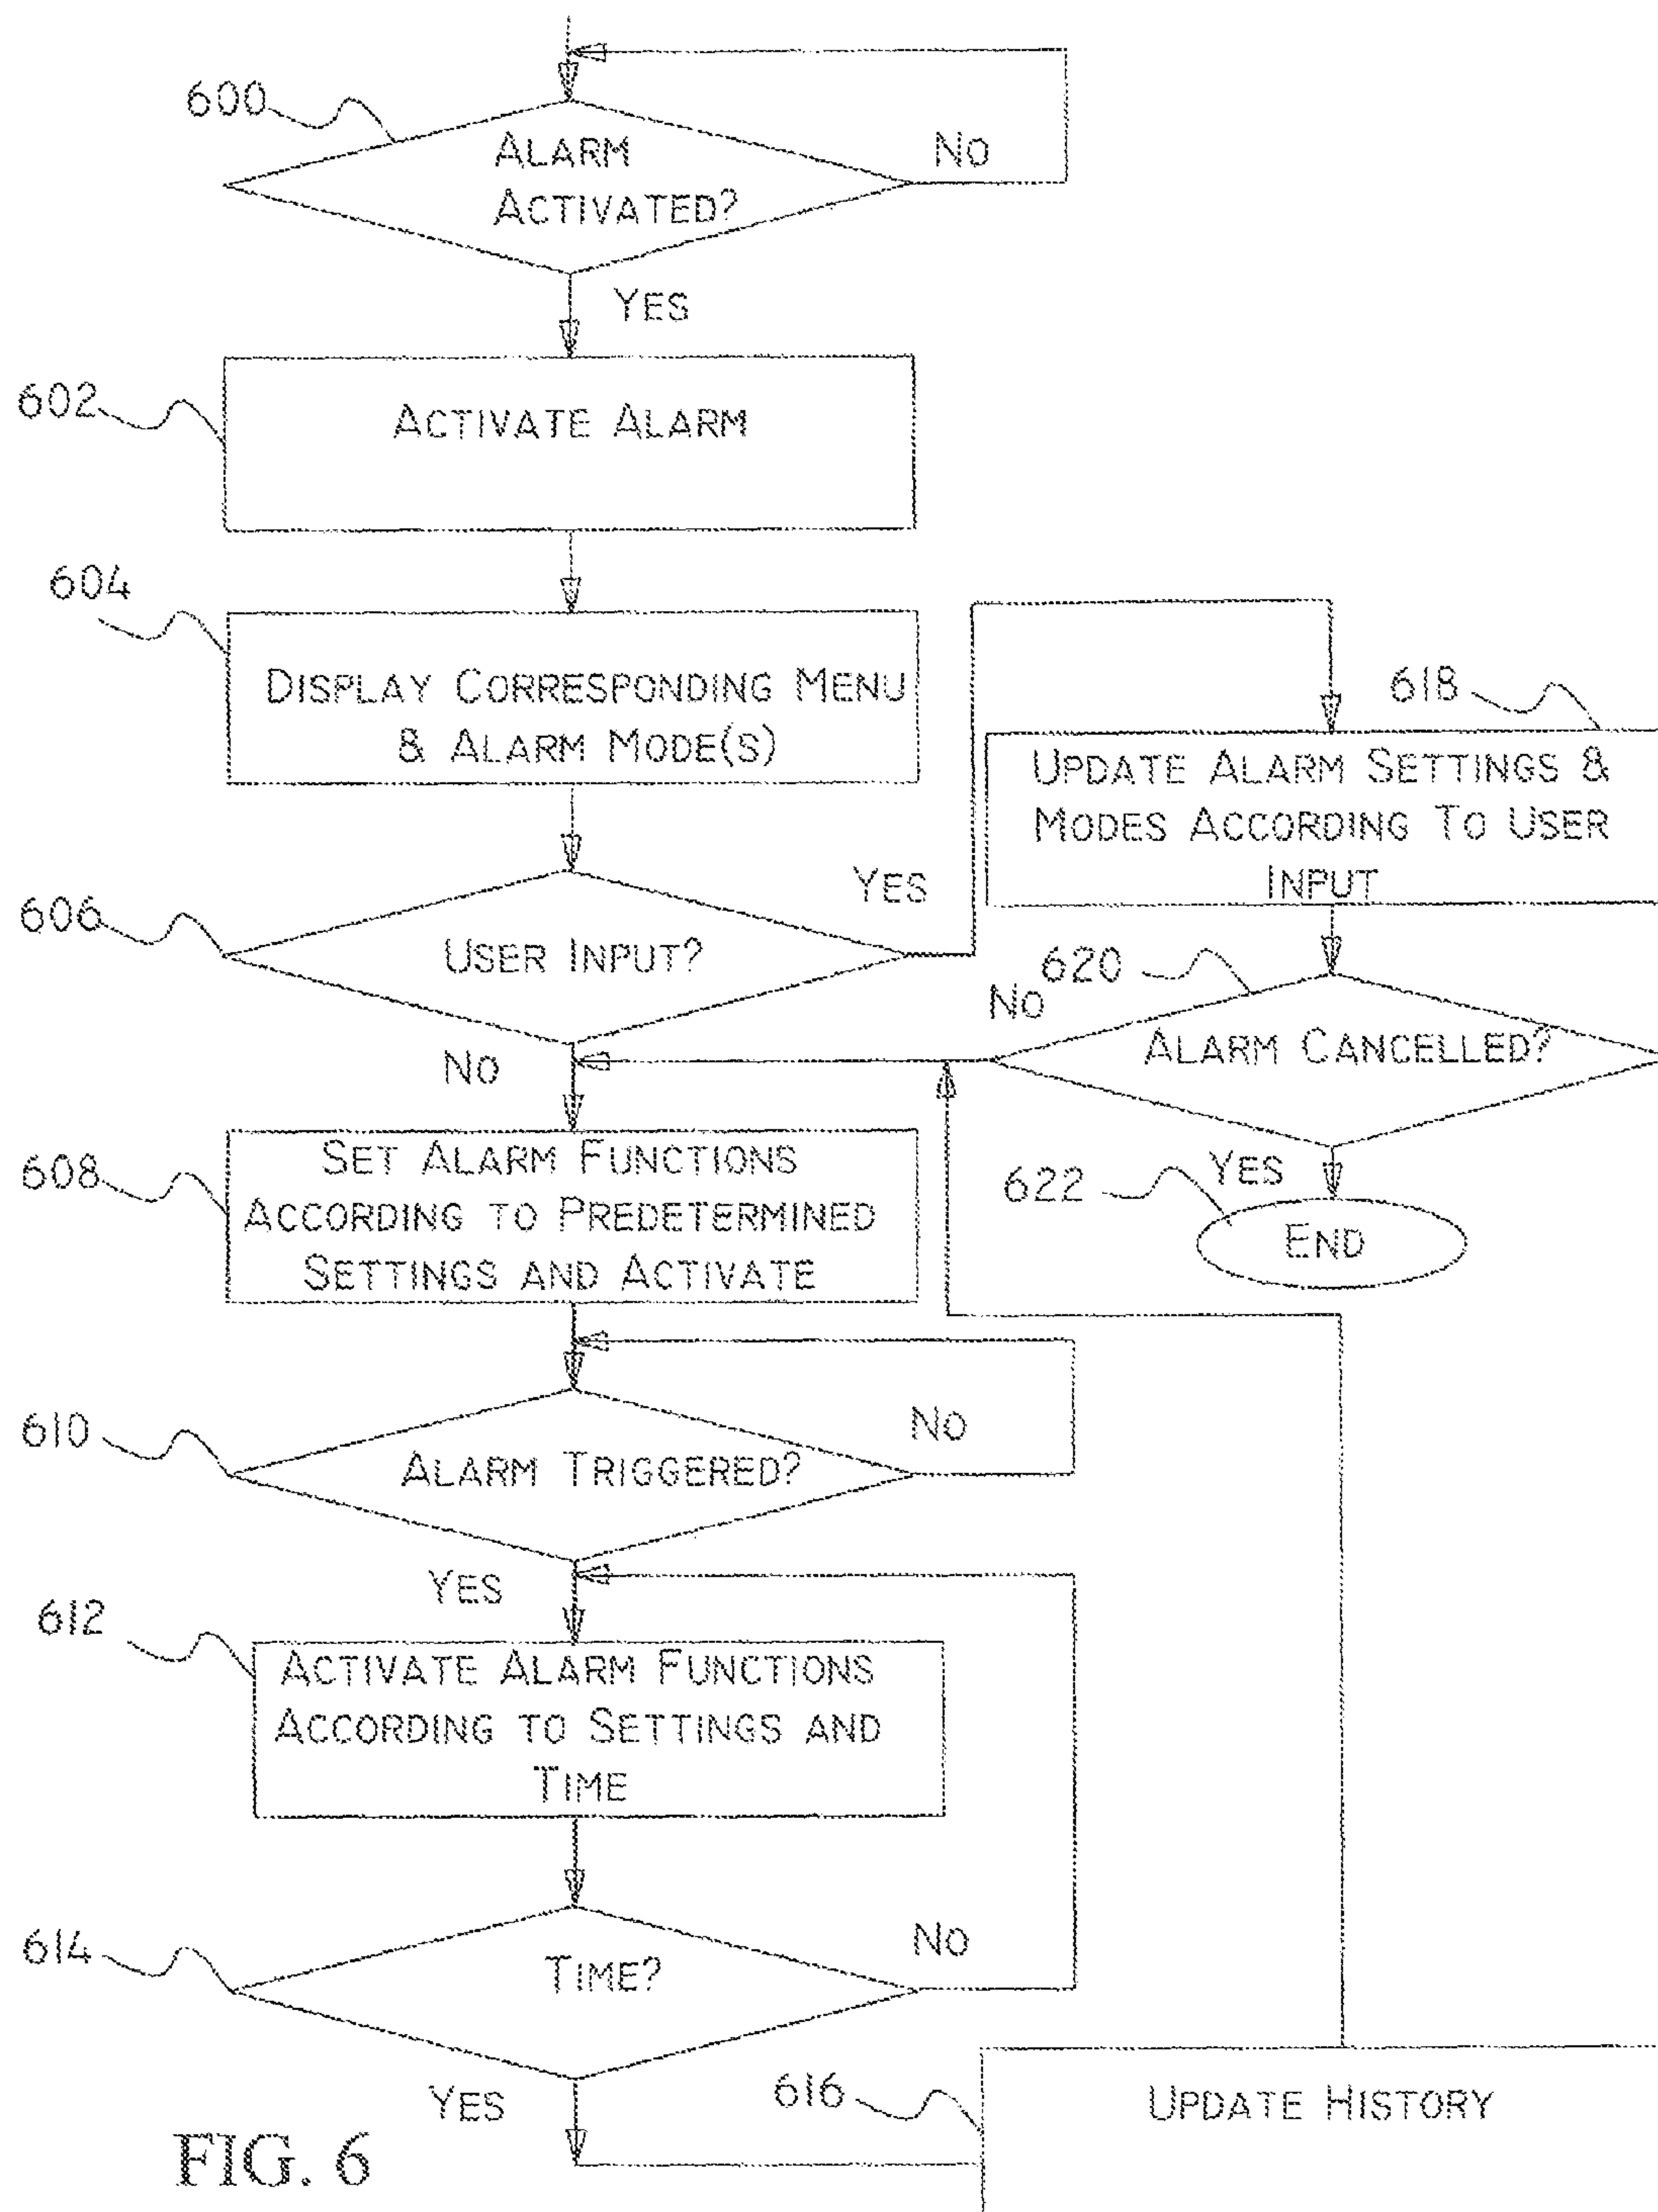 600
ALARM
ACTIVATED?
NO
YES
602
ACTIVATE ALARM
604
DISPLAY CORRESPONDING MENU
& ALARM MODE(S)
606
USER INPUT?
YES
NO
618
UPDATE ALARM SETTINGS &
MODES ACCORDING TO USER
INPUT
620
NO
ALARM CANCELLED?
YES
622
END
608
SET ALARM FUNCTIONS
ACCORDING TO PREDETERMINED
SETTINGS AND ACTIVATE
610
ALARM TRIGGERED?
NO
YES
612
ACTIVATE ALARM FUNCTIONS
ACCORDING TO SETTINGS AND
TIME
614
TIME?
NO
YES
616
UPDATE HISTORY
FIG. 6